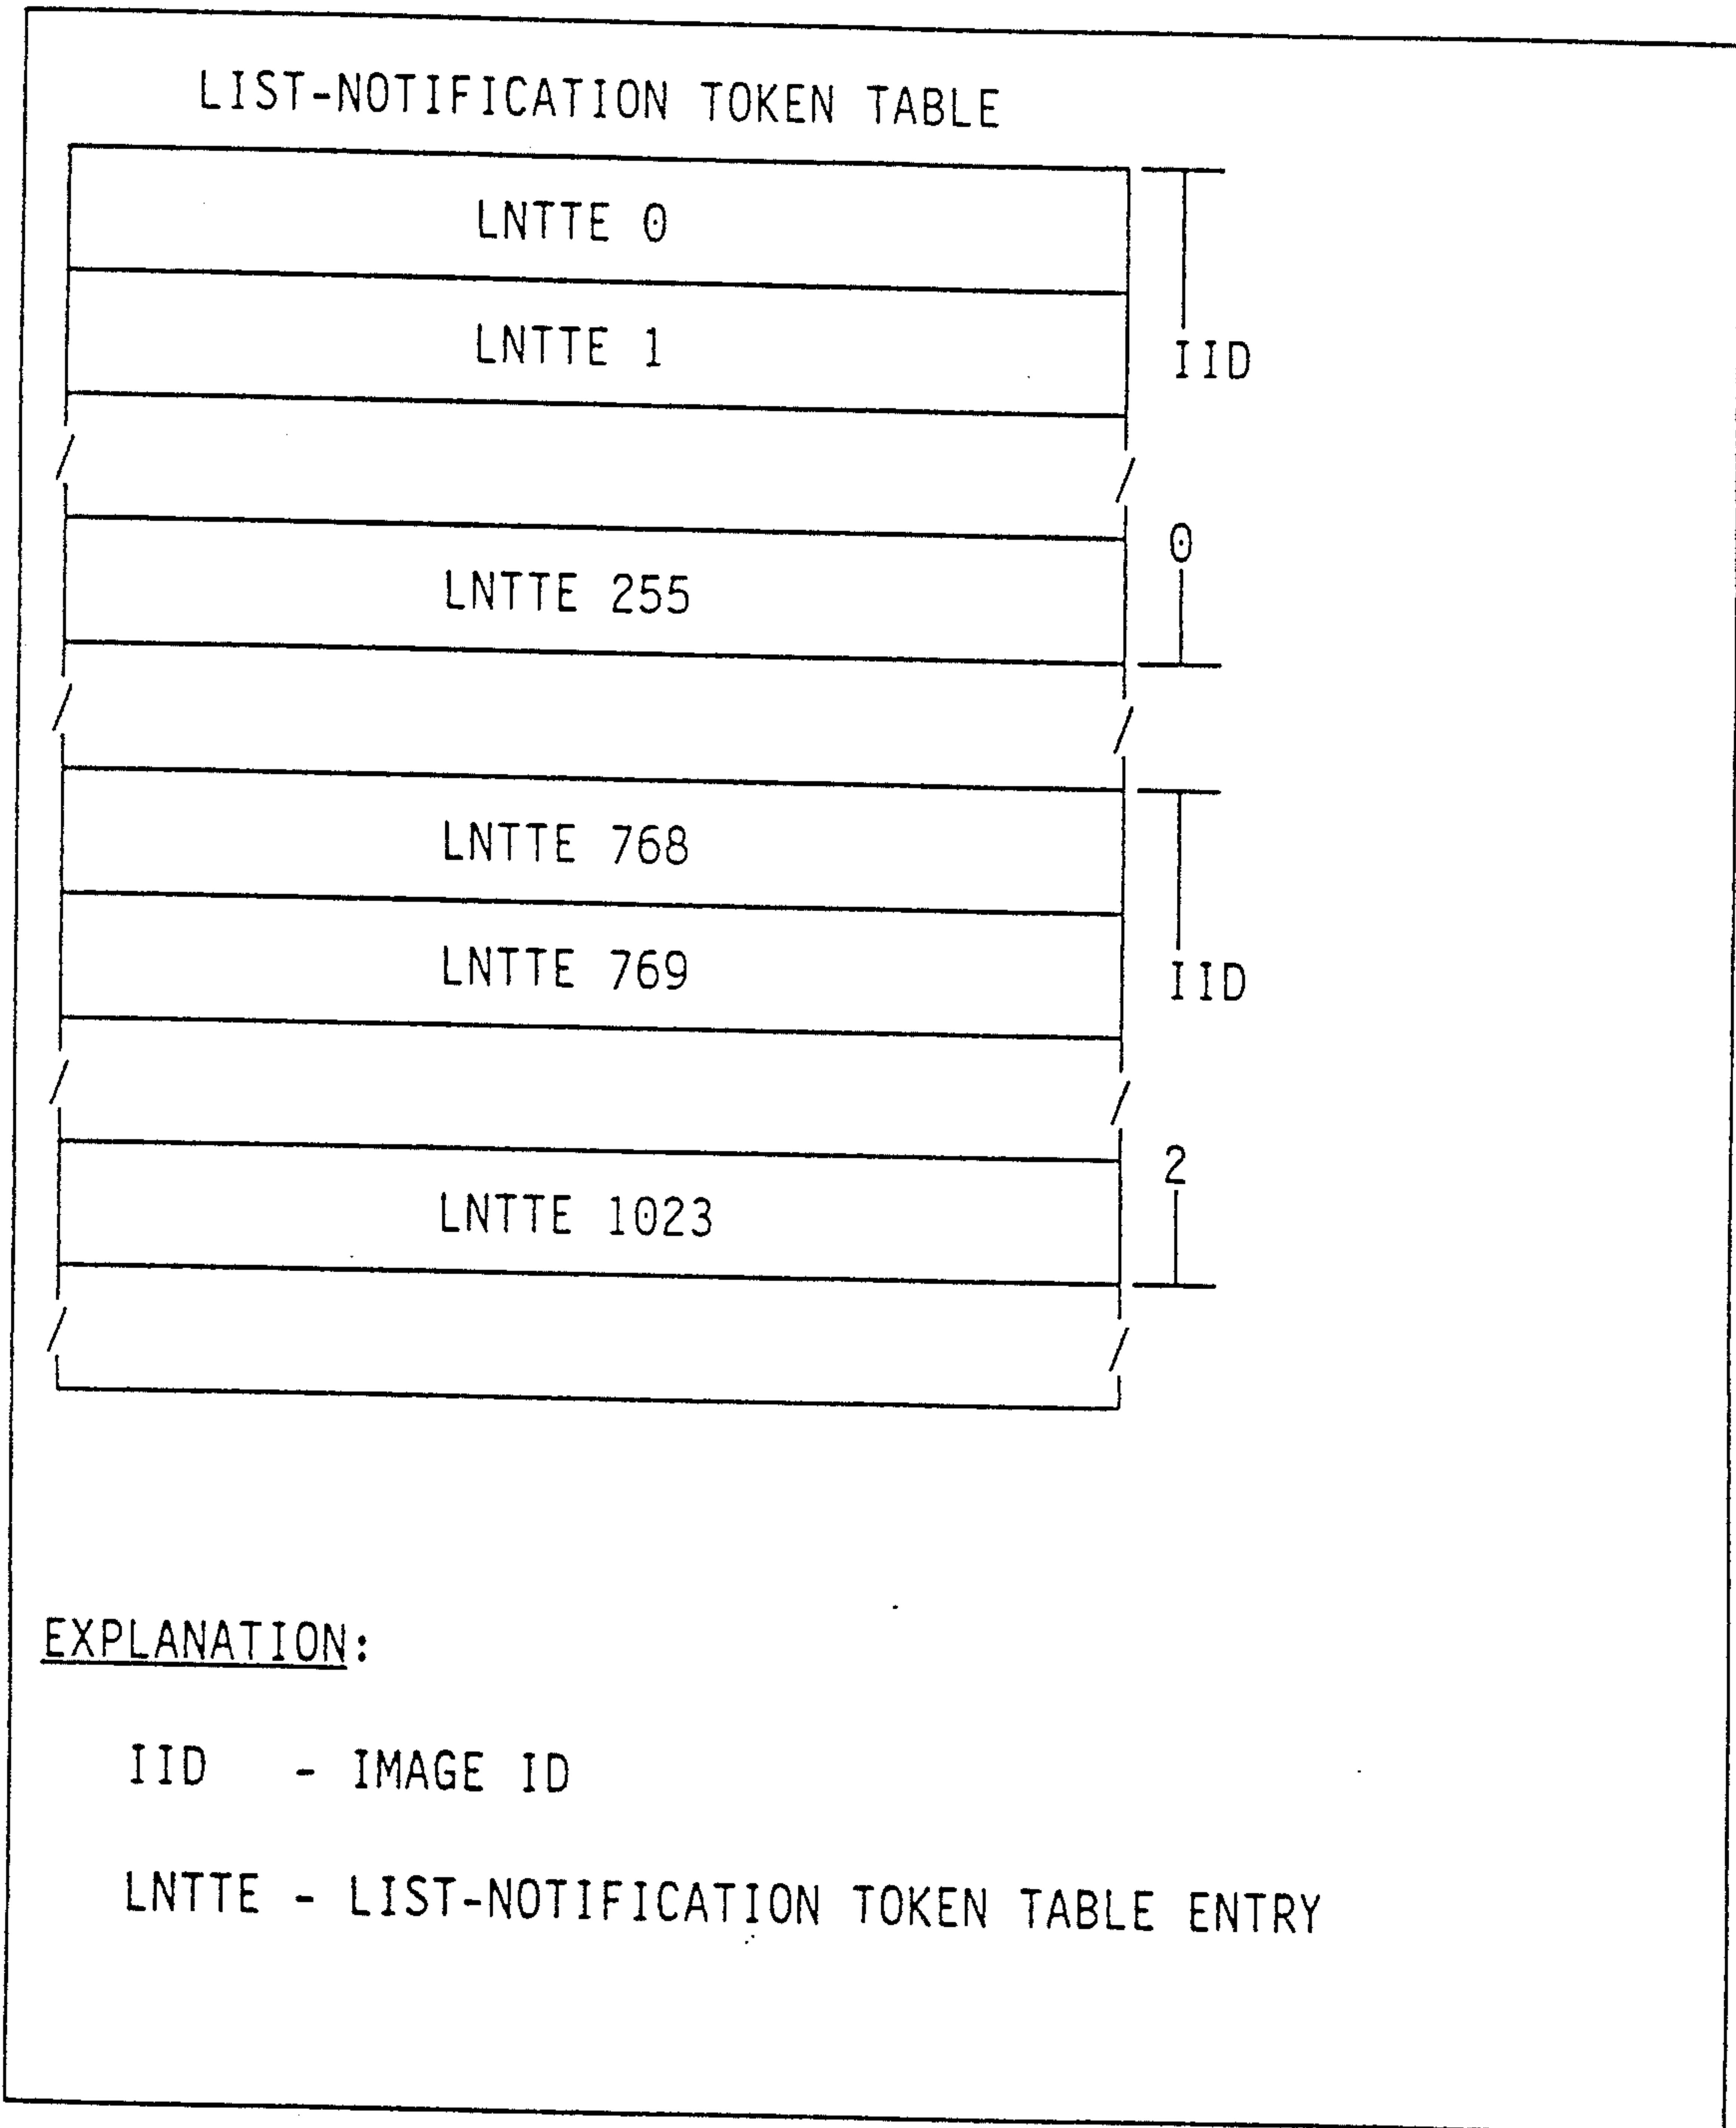 LIST-NOTIFICATION TOKEN TABLE
LNTTE 0
LNTTE 1
IID
0
LNTTE 255
LNTTE 768
LNTTE 769
IID
2
LNTTE 1023
EXPLANATION:
IID - IMAGE ID
LNTTE - LIST-NOTIFICATION TOKEN TABLE ENTRY